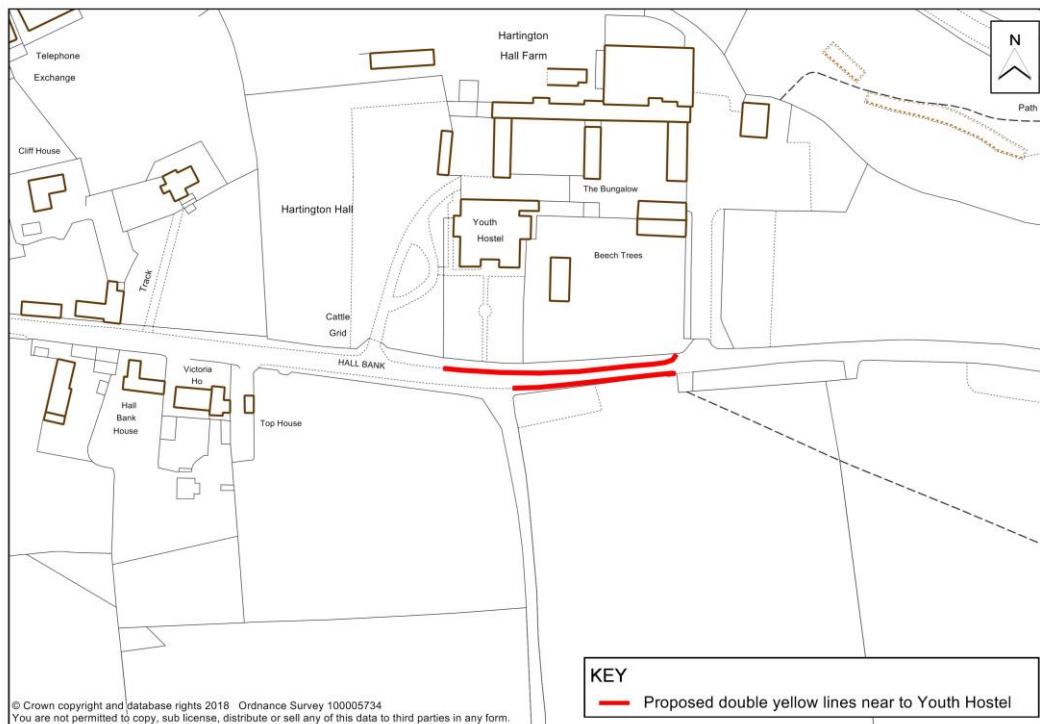 Hartington
Hall Farm
N
Telephone
Exchange
Path
Cliff House
The Bungalow
Hartington Hall
Youth
Hostel
Beech Trees
Track
Cattle
Grid
HALL BANK
Victoria
Ho
Hall
Bank
House
Top House
KEY
Proposed double yellow lines near to Youth Hostel
© Crown copyright and database rights 2018 Ordnance Survey 100005734
You are not permitted to copy, sub license, distribute or sell any of this data to third parties in any form.